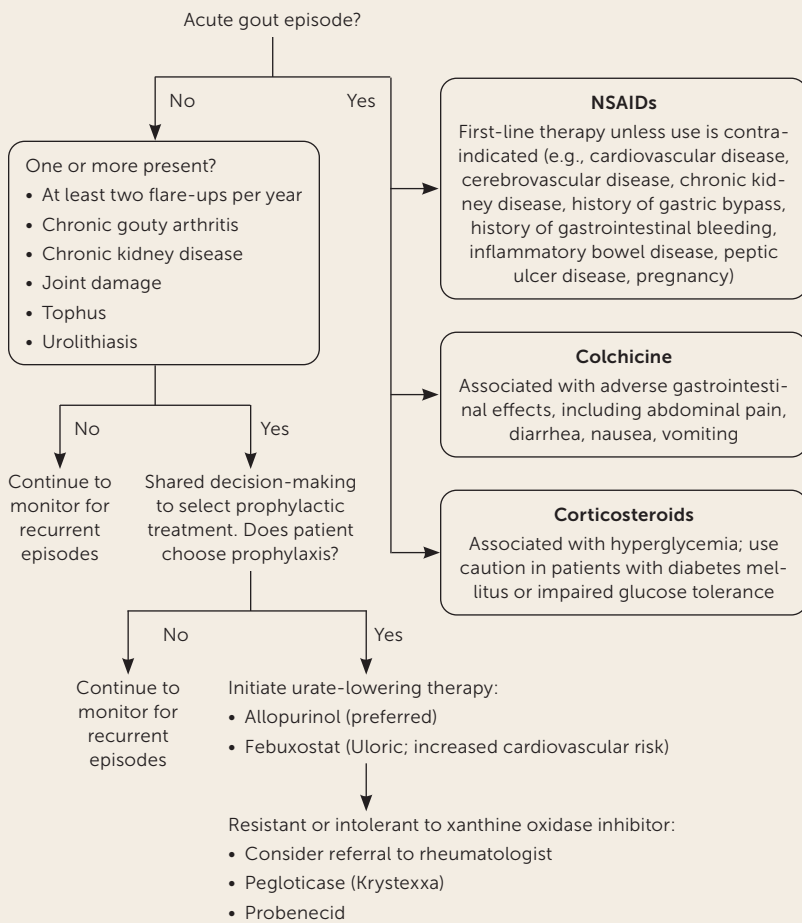 Acute gout episode?
No
Yes
One or more present?
• At least two flare-ups per year
• Chronic gouty arthritis
• Chronic kidney disease
• Joint damage
• Tophus
• Urolithiasis
NSAIDs
First-line therapy unless use is contra-
indicated (e.g., cardiovascular disease,
cerebrovascular disease, chronic kid-
ney disease, history of gastric bypass,
history of gastrointestinal bleeding,
inflammatory bowel disease, peptic
ulcer disease, pregnancy)
Colchicine
Associated with adverse gastrointesti-
nal effects, including abdominal pain,
diarrhea, nausea, vomiting
Corticosteroids
Associated with hyperglycemia; use
caution in patients with diabetes mel-
litus or impaired glucose tolerance
No
Yes
Continue to
monitor for
recurrent
episodes
Shared decision-making
to select prophylactic
treatment. Does patient
choose prophylaxis?
No
Yes
Continue to
monitor for
recurrent
episodes
Initiate urate-lowering therapy:
• Allopurinol (preferred)
• Febuxostat (Uloric; increased cardiovascular risk)
Resistant or intolerant to xanthine oxidase inhibitor:
• Consider referral to rheumatologist
• Pegloticase (Krystexxa)
• Probenecid